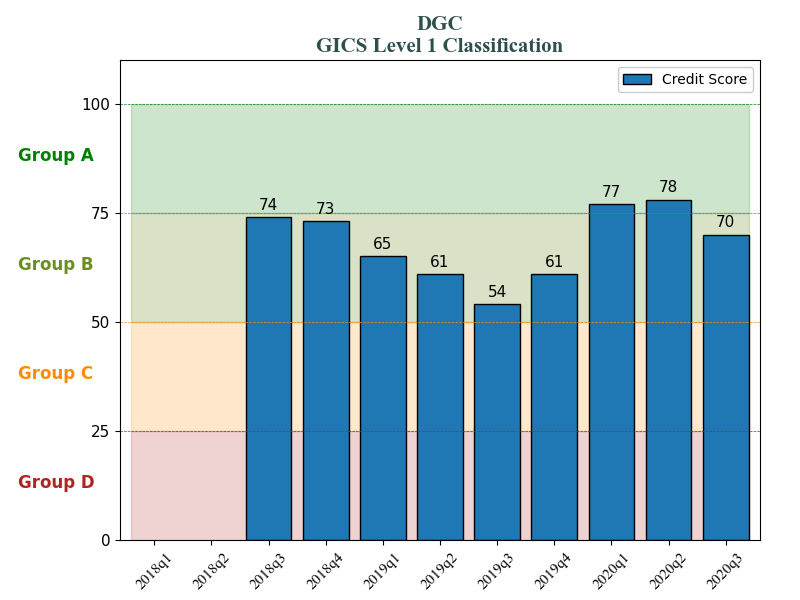 DGC
GICS Level 1 Classification
Credit Score
100
Group A
75
Group B
50
Group C
25
Group D
0
74
73
65
61
54
61
77
78
70
2018q1
2018q2
2018q3
2018q4
2019q1
2019q2
2019q3
2019q4
2020q1
2020q2
2020q3